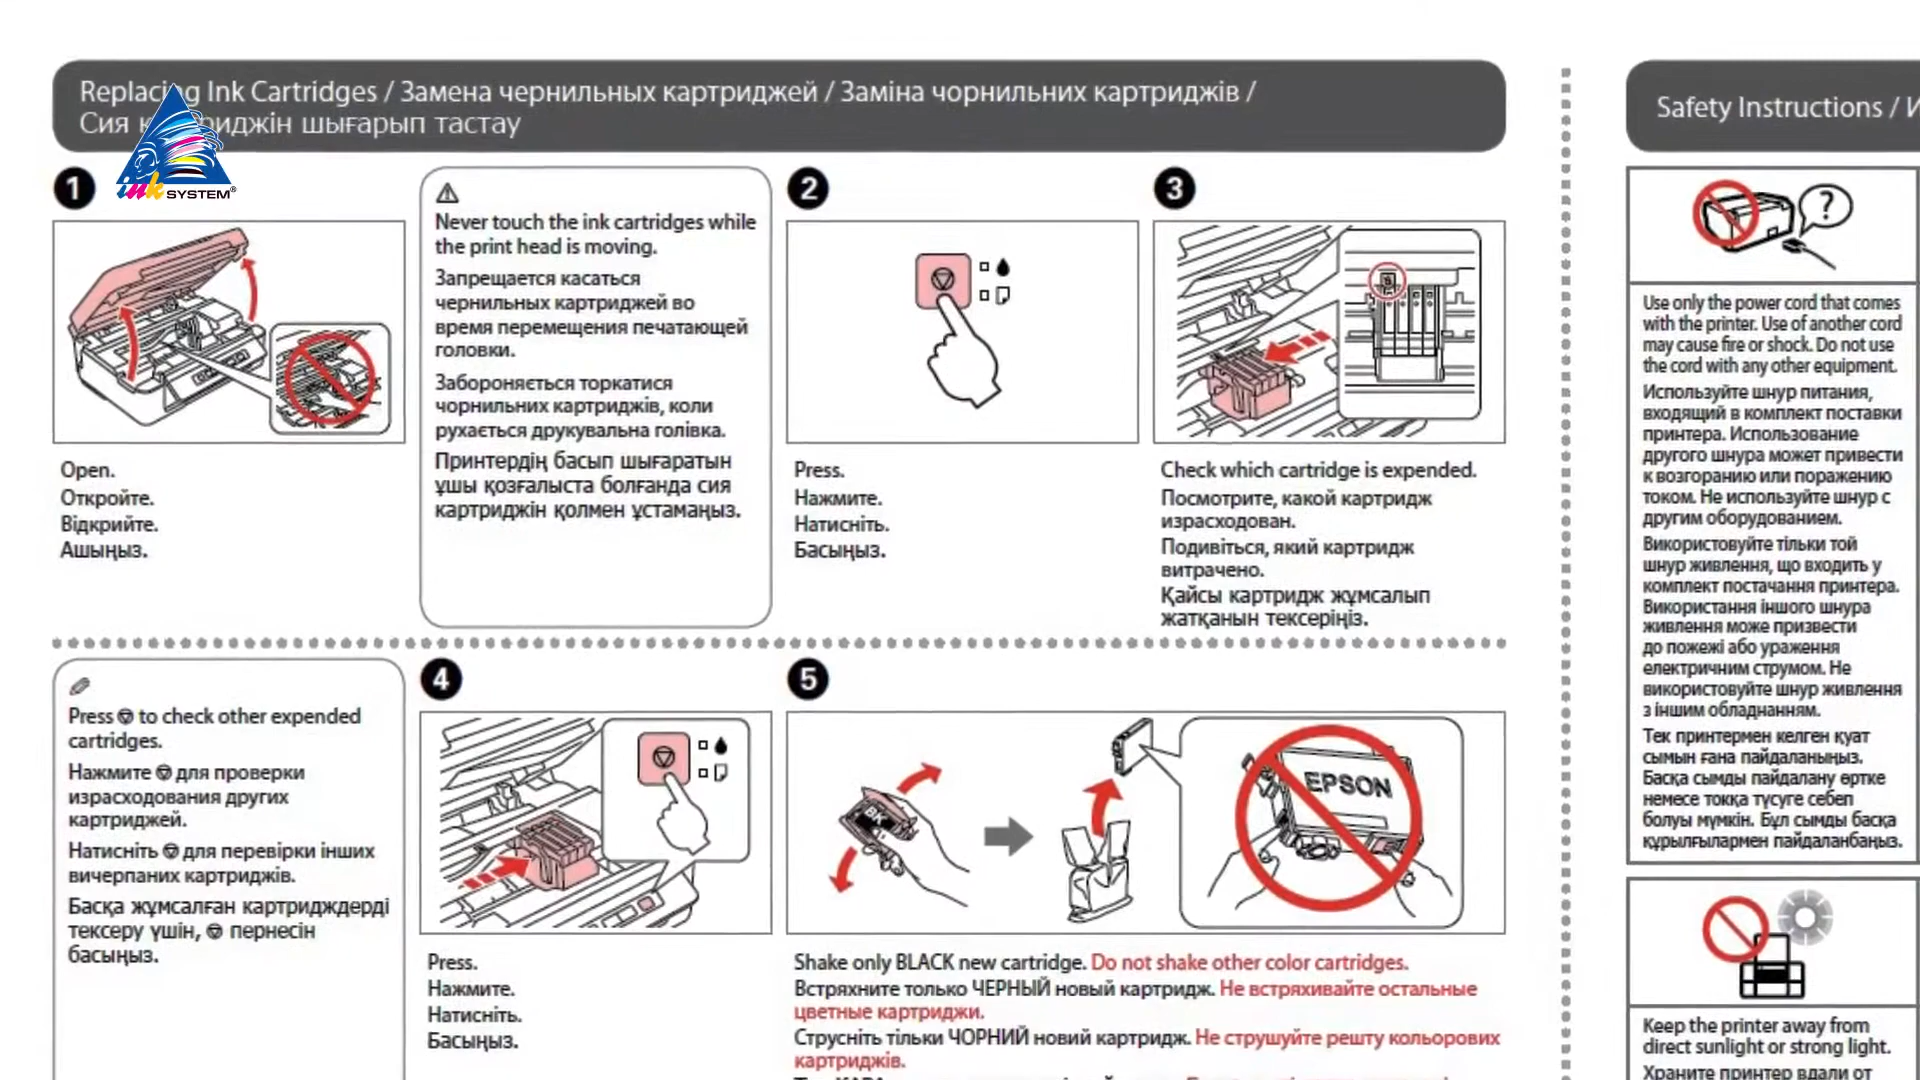 Replacing Ink Cartridges / Замена чернильных картриджей / Заміна чорнильних картриджів /
Сия картриджін шығарып тастау
ink SYSTEM®
1
Open.
Откройте.
Відкрийте.
Ашыңыз.
Never touch the ink cartridges while
the print head is moving.
Запрещается касаться
чернильных картриджей во
время перемещения печатающей
головки.
Забороняється торкатися
чорнильних картриджів, коли
рухається друкувальна голівка.
Принтердің басып шығаратын
ұшы қозғалыста болғанда сия
картриджін қолмен ұстамаңыз.
2
Press.
Нажмите.
Натисніть.
Басыңыз.
3
Check which cartridge is expended.
Посмотрите, какой картридж
израсходован.
Подивіться, який картридж
витрачено.
Қайсы картридж жұмсалып
жатқанын тексеріңіз.
Press to check other expended
cartridges.
Нажмите для проверки
израсходования других
картриджей.
Натисніть для перевірки інших
вичерпаних картриджів.
Басқа жұмсалған картридждерді
тексеру үшін, пернесін
басыңыз.
4
Press.
Нажмите.
Натисніть.
Басыңыз.
5
BK
EPSON
Shake only BLACK new cartridge. Do not shake other color cartridges.
Встряхните только ЧЕРНЫЙ новый картридж. Не встряхивайте остальные
цветные картриджи.
Струсніть тільки ЧОРНИЙ новий картридж. Не струшуйте решту кольорових
картриджів.
Safety Instructions /
?
Use only the power cord that comes
with the printer. Use of another cord
may cause fire or shock. Do not use
the cord with any other equipment.
Используйте шнур питания,
входящий в комплект поставки
принтера. Использование
другого шнура может привести
к возгоранию или поражению
током. Не используйте шнур с
другим оборудованием.
Використовуйте тільки той
шнур живлення, що входить у
комплект постачання принтера.
Використання іншого шнура
живлення може призвести
до пожежі або ураження
електричним струмом. Не
використовуйте шнур живлення
з іншим обладнанням.
Тек принтермен келген қуат
сымын ғана пайдаланыңыз.
Басқа сымды пайдалану өртке
немесе токқа түсуге себеп
болуы мүмкін. Бұл сымды басқа
құрылғылармен пайдаланбаңыз.
Keep the printer away from
direct sunlight or strong light.
Храните принтер вдали от